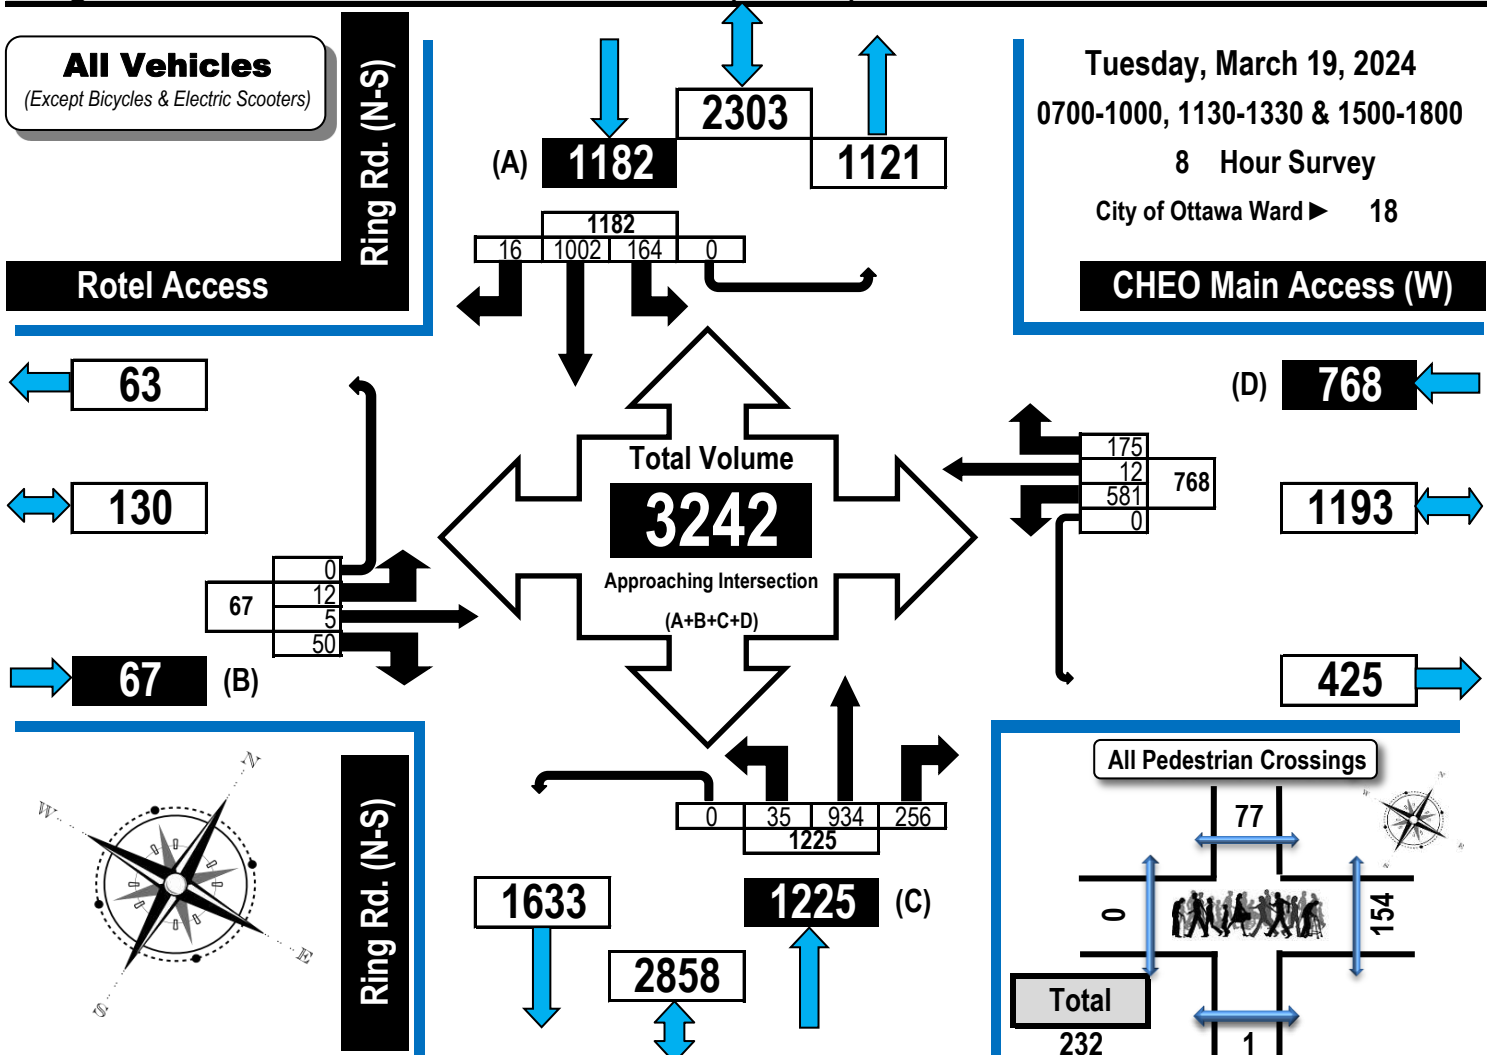 All Vehicles
(Except Bicycles & Electric Scooters)
Ring Rd. (N-S)
Rotel Access
2303
(A) 1182
1121
1182
16 1002 164 0
Tuesday, March 19, 2024
0700-1000, 1130-1330 & 1500-1800
8 Hour Survey
City of Ottawa Ward ► 18
CHEO Main Access (W)
63
130
0
12
5
50
67
67 (B)
Total Volume
3242
Approaching Intersection
(A+B+C+D)
(D) 768
175
12
581
0
768
1193
425
0 35 934 256
1225
1633
1225 (C)
2858
N
W
E
S
Ring Rd. (N-S)
All Pedestrian Crossings
77
0
154
Total
232
1